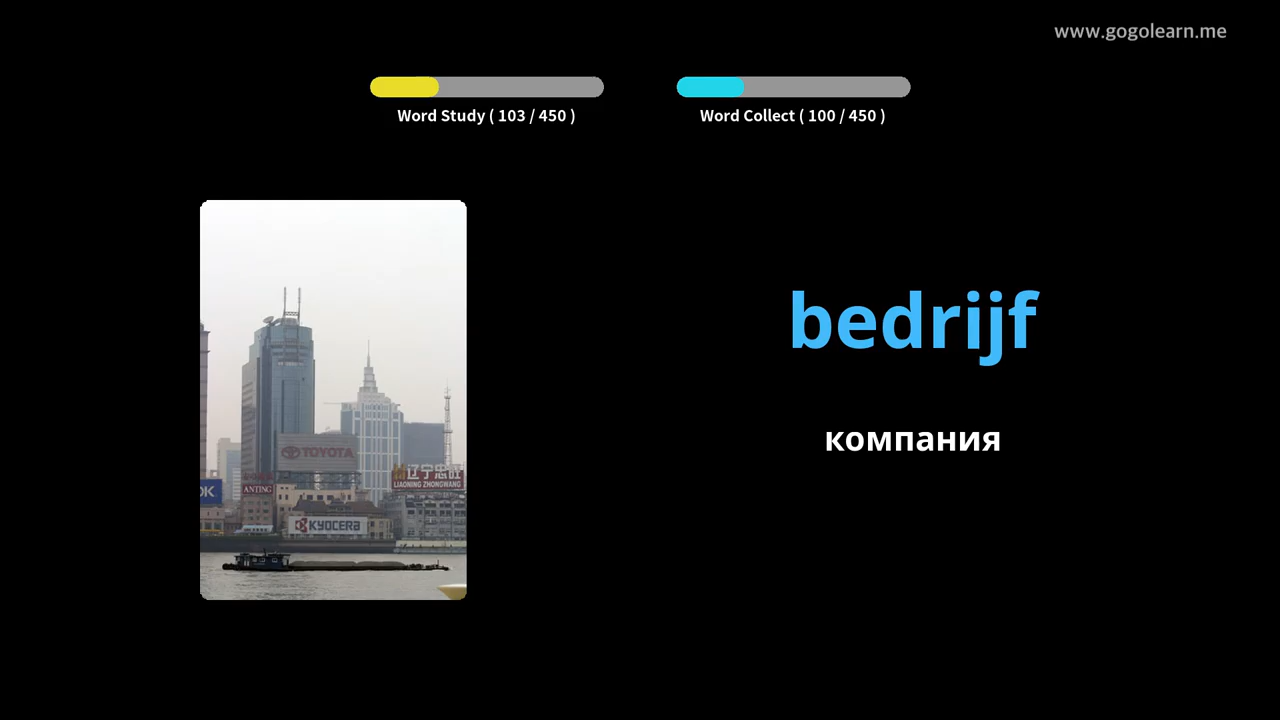 www.gogolearn.me
Word Study ( 103 / 450 )
Word Collect ( 100 / 450 )
bedrijf
компания
TOYOTA
辽宁忠旺
LIAONING ZHONGWANG
OK
ANTING
KYOCERA